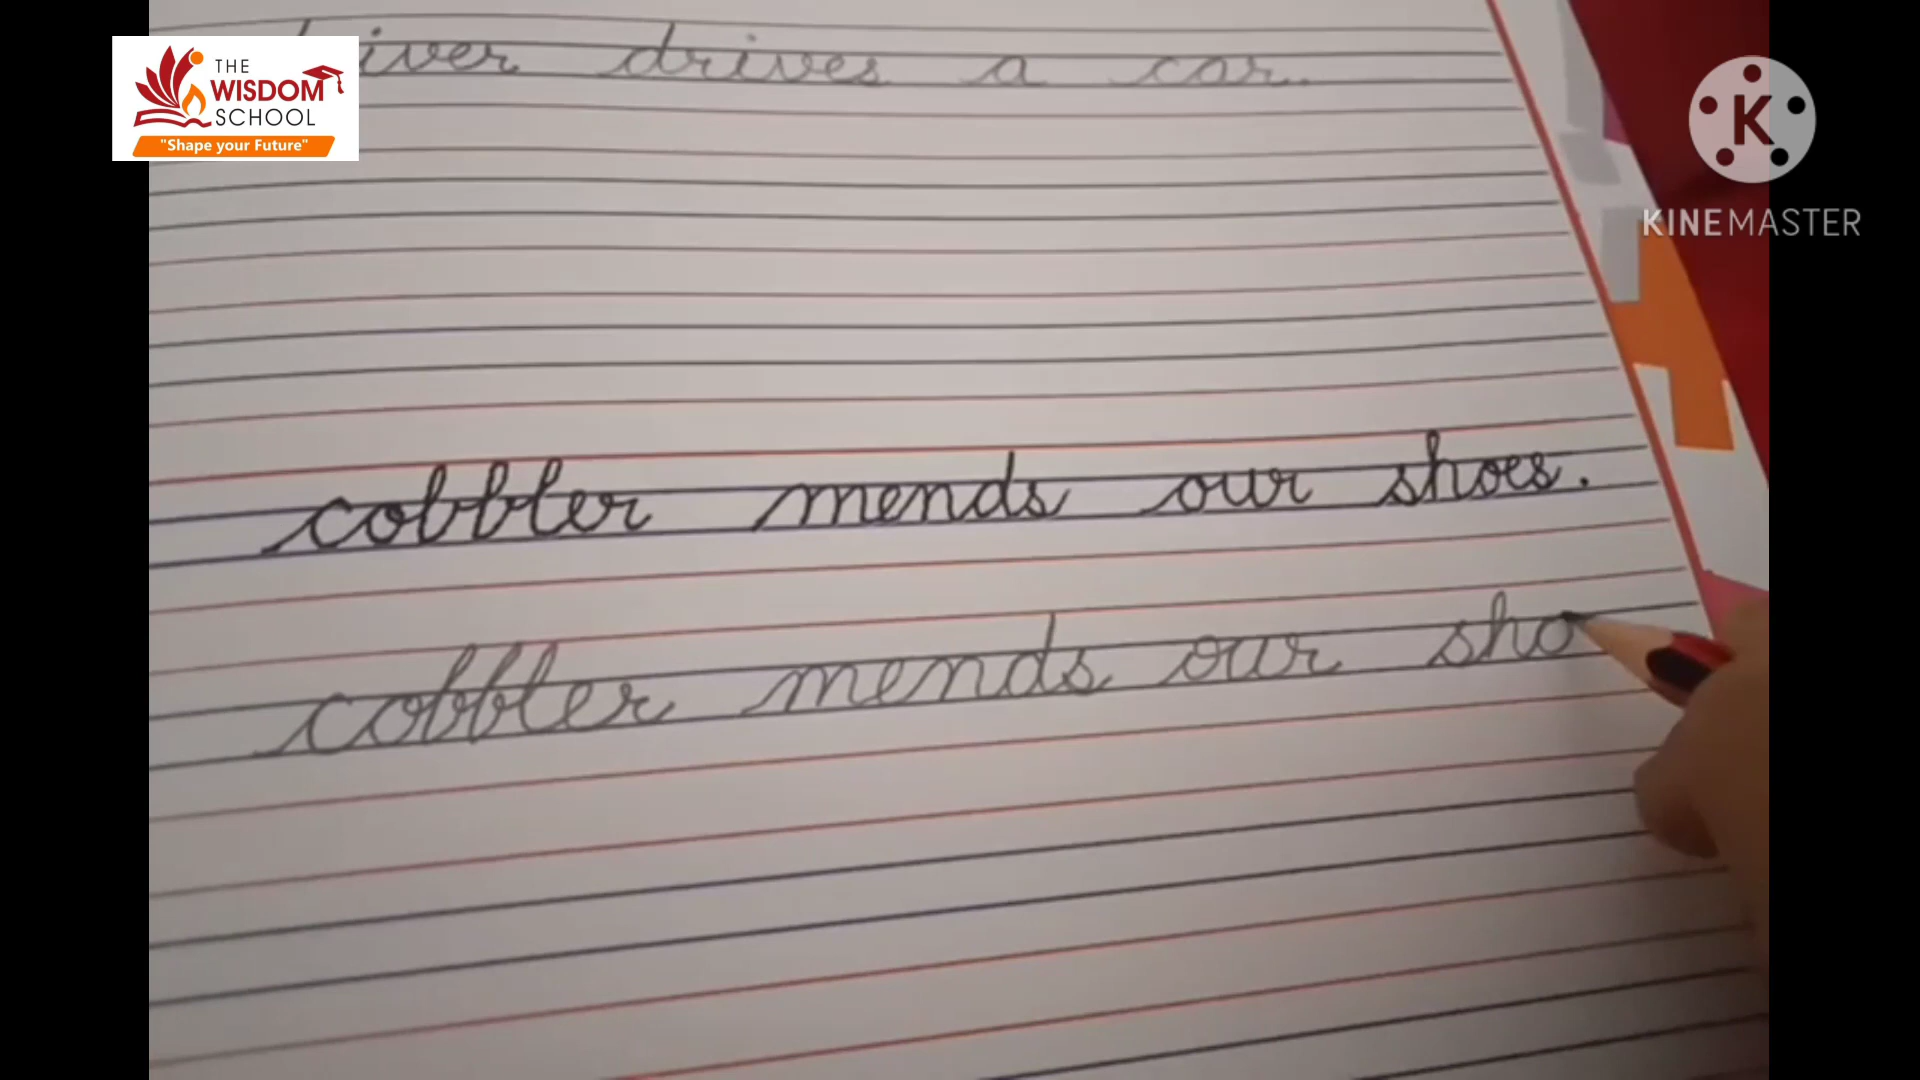 THE
WISDOM
SCHOOL
"Shape your Future"
K
KINEMASTER
drives a car.
cobbler mends our shoes.
cobbler mends our sho